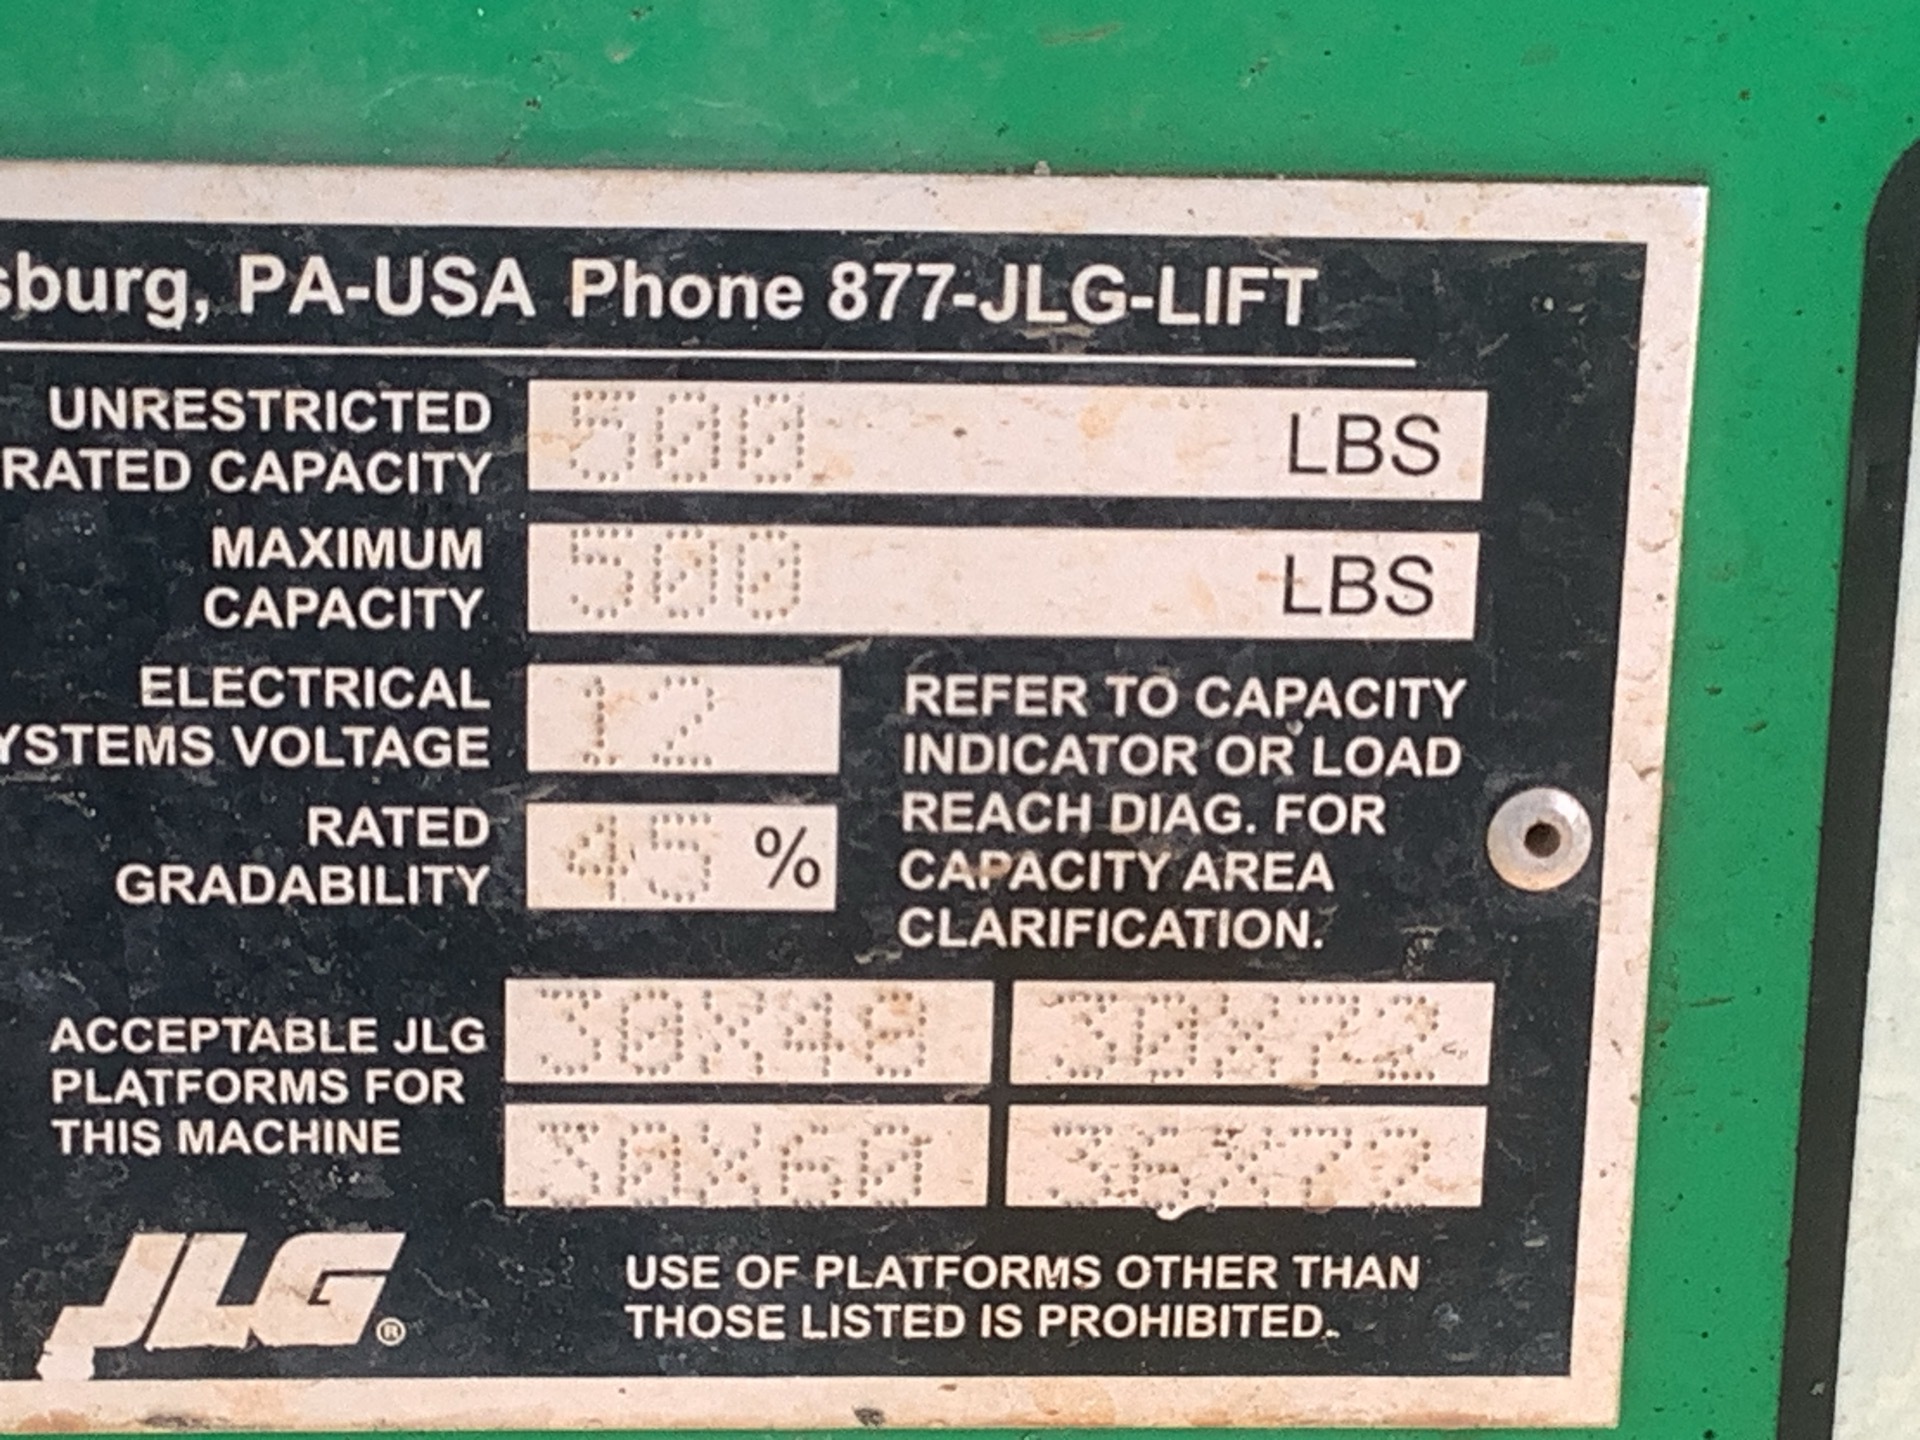 sburg, PA-USA Phone 877-JLG-LIFT
UNRESTRICTED
RATED CAPACITY
500 LBS
MAXIMUM
CAPACITY
500 LBS
ELECTRICAL
YSTEMS VOLTAGE
12
RATED
GRADABILITY
45 %
REFER TO CAPACITY
INDICATOR OR LOAD
REACH DIAG. FOR
CAPACITY AREA
CLARIFICATION.
ACCEPTABLE JLG
PLATFORMS FOR
THIS MACHINE
30X48 30X72
30X60 36X72
JLG®
USE OF PLATFORMS OTHER THAN
THOSE LISTED IS PROHIBITED.